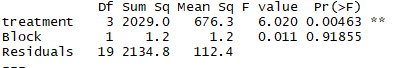 Df Sum Sq Mean Sq F value Pr(>F)
treatment 3 2029.0 676.3 6.020 0.00463 **
Block 1 1.2 1.2 0.011 0.91855
Residuals 19 2134.8 112.4
---